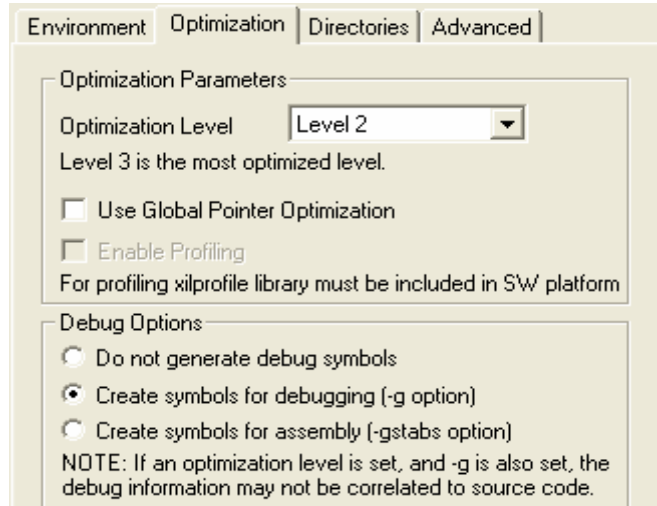 Environment Optimization Directories Advanced
Optimization Parameters
Optimization Level Level 2
Level 3 is the most optimized level.
Use Global Pointer Optimization
Enable Profiling
For profiling xilprofile library must be included in SW platform
Debug Options
Do not generate debug symbols
Create symbols for debugging (-g option)
Create symbols for assembly (-gstabs option)
NOTE: If an optimization level is set, and -g is also set, the
debug information may not be correlated to source code.